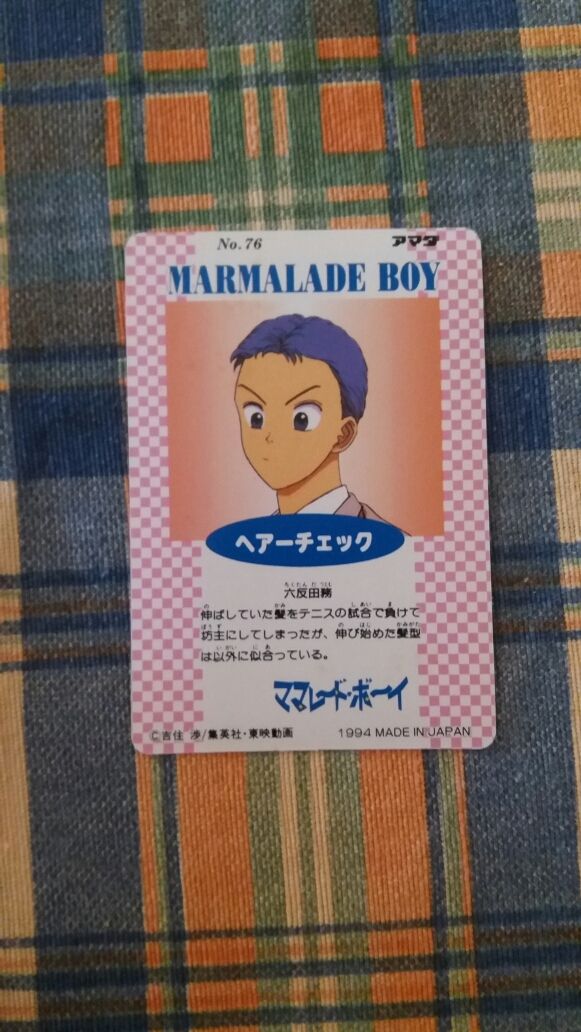 No. 76
アマダ
MARMALADE BOY
ヘアーチェック
六反田務
伸ばしていた髪をテニスの試合で負けて
坊主にしてしまったが、伸び始めた髪型
は以外に似合っている。
ママレード・ボーイ
©吉住 渉/集英社・東映動画
1994 MADE IN JAPAN